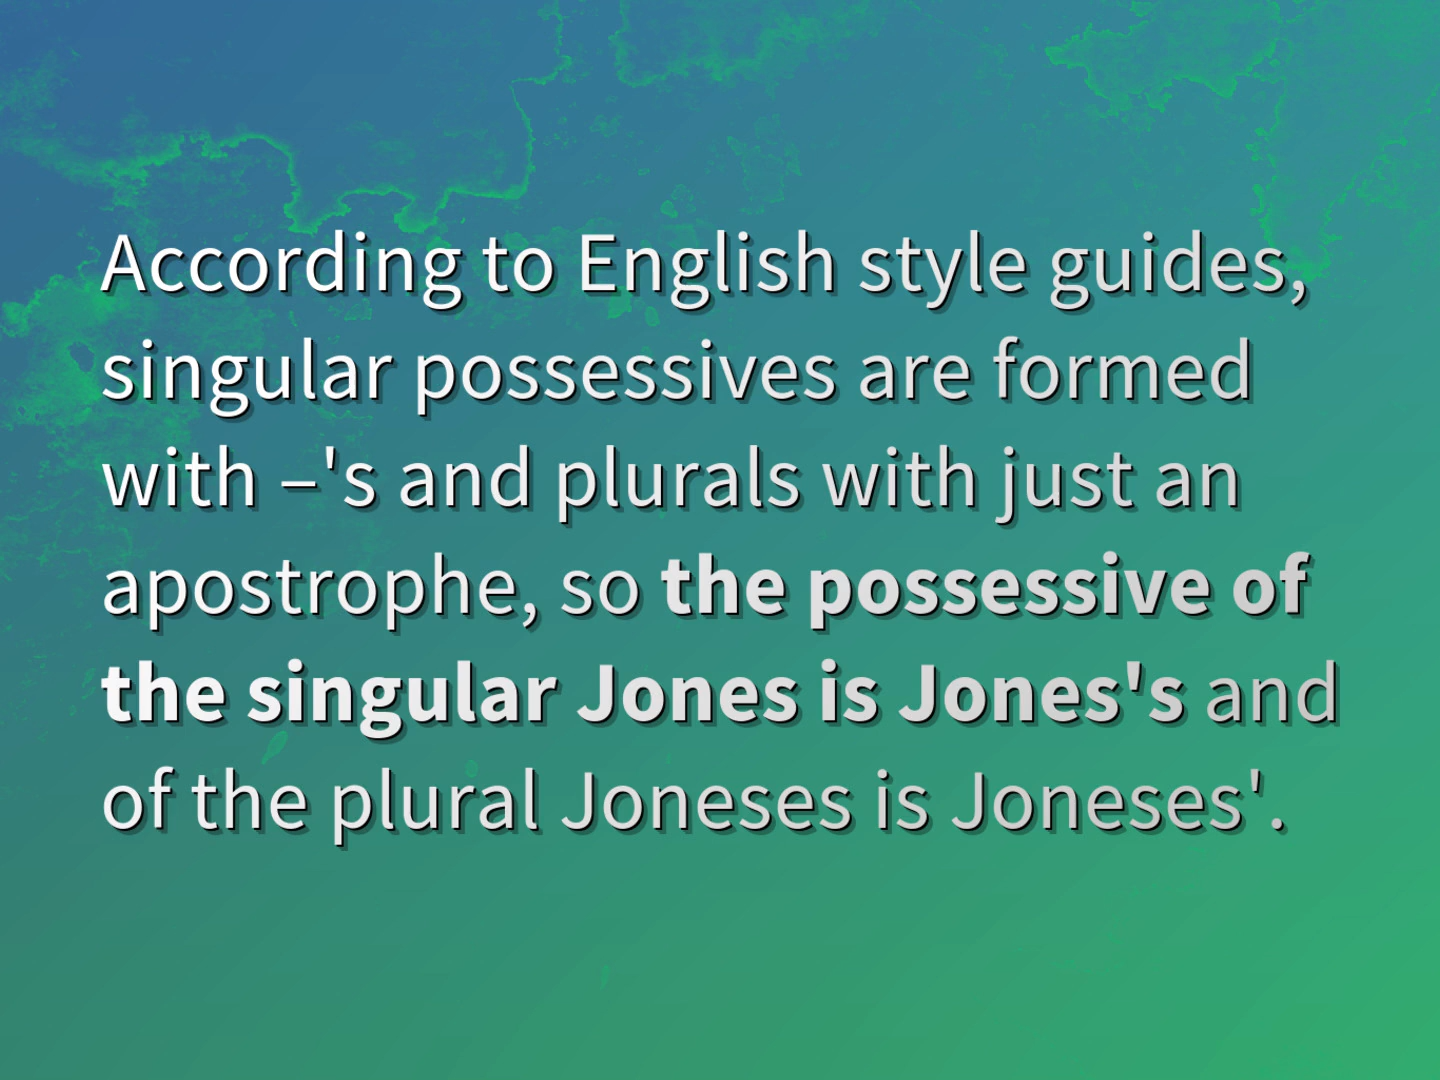 According to English style guides,
singular possessives are formed
with –'s and plurals with just an
apostrophe, so the possessive of
the singular Jones is Jones's and
of the plural Joneses is Joneses'.